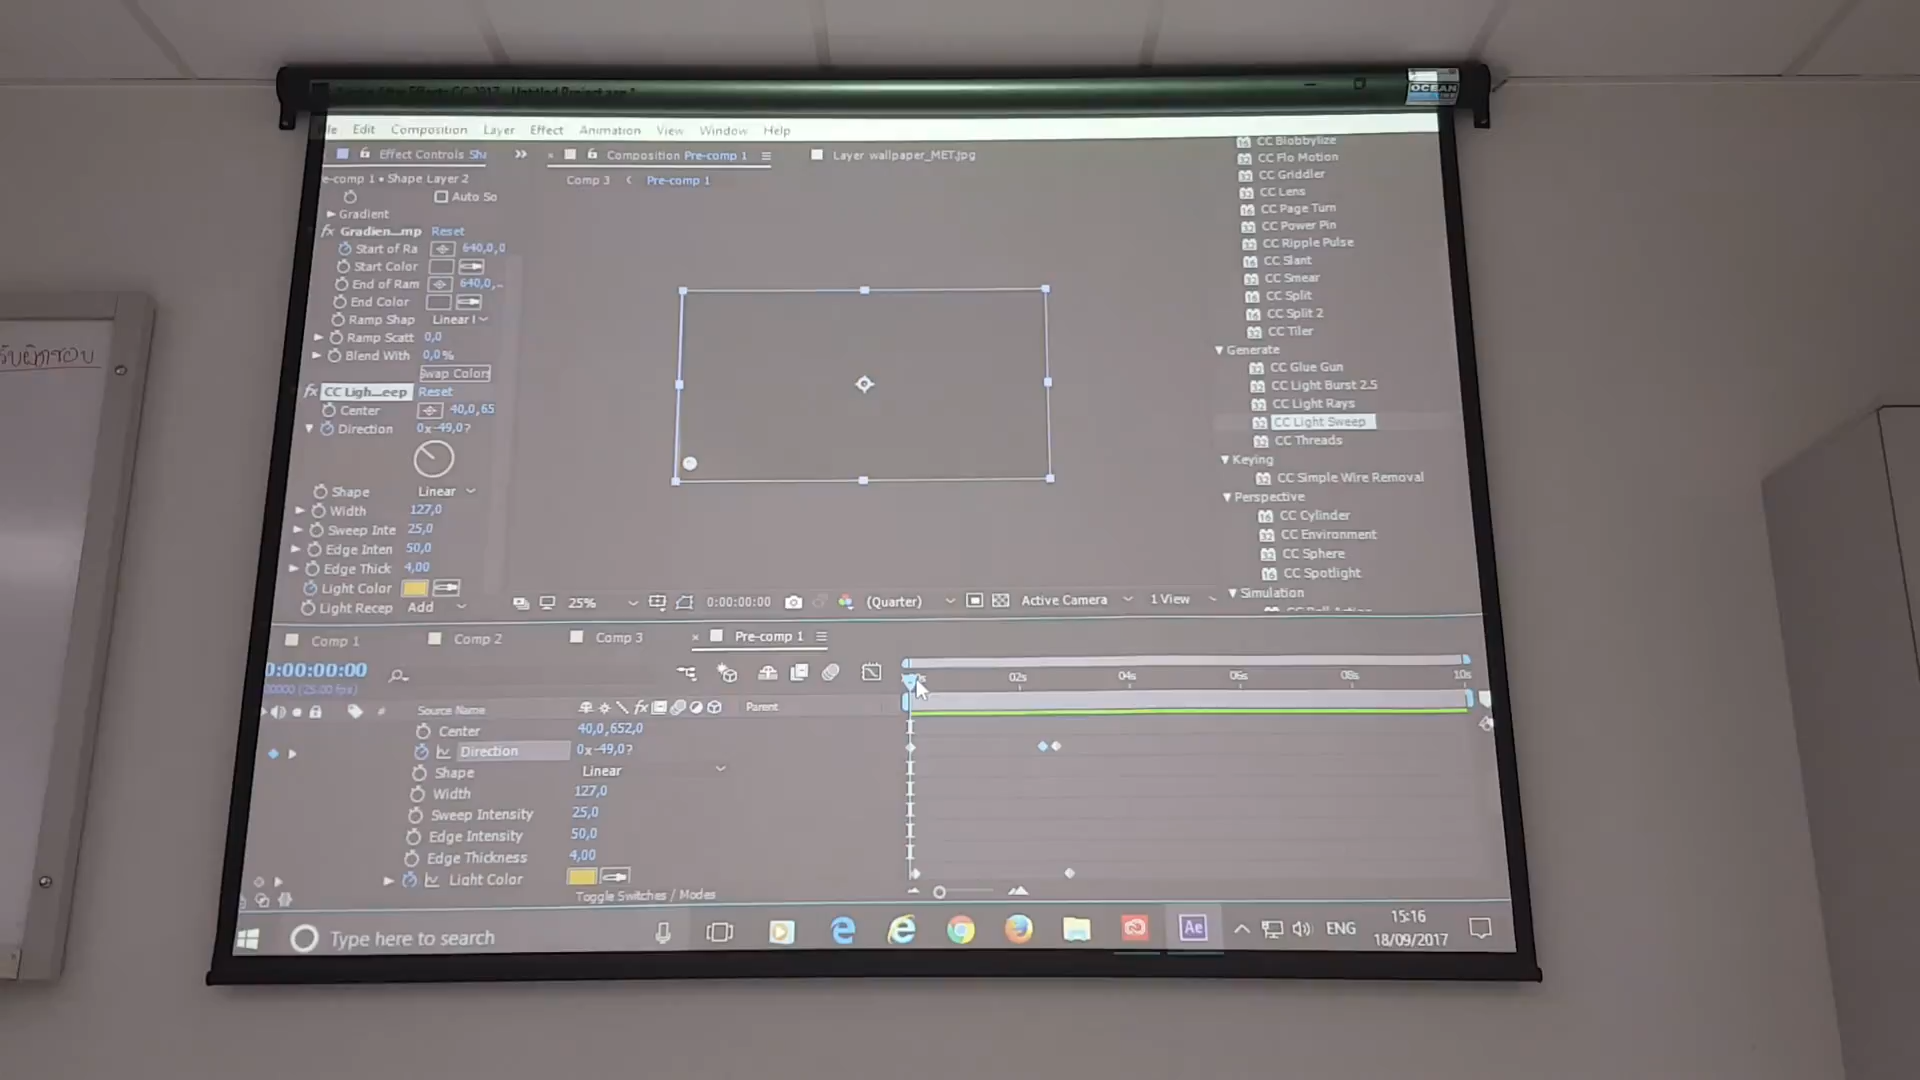 OCEAN
Edit Composition Layer Effect Animation View Window Help
Effect Controls Sha
Composition Pre-comp 1
Layer wallpaper_MET.jpg
Comp 3
Pre-comp 1
e-comp 1 • Shape Layer 2
Auto So
Gradient
fx Gradien...mp Reset
Start of Ra 640,0,0
Start Color
End of Ram 640,0,..
End Color
Ramp Shap Linear
Ramp Scatt 0,0
Blend With 0,0%
Swap Colors
fx CC Ligh...eep Reset
Center 40,0,65
Direction 0x-49,0?
Shape Linear
Width 127,0
Sweep Inte 25,0
Edge Inten 50,0
Edge Thick 4,00
Light Color
Light Recep Add
CC Blobbylize
CC Flo Motion
CC Griddler
CC Lens
CC Page Turn
CC Power Pin
CC Ripple Pulse
CC Slant
CC Smear
CC Split
CC Split 2
CC Tiler
Generate
CC Glue Gun
CC Light Burst 2.5
CC Light Rays
CC Light Sweep
CC Threads
Keying
CC Simple Wire Removal
Perspective
CC Cylinder
CC Environment
CC Sphere
CC Spotlight
Simulation
25% 0:00:00:00 (Quarter) Active Camera 1 View
Comp 1 Comp 2 Comp 3 Pre-comp 1
0:00:00:00
00000 (25.00 fps)
02s 04s 06s 08s 10s
# Source Name fx Parent
Center 40,0,652,0
Direction 0x-49,0?
Shape Linear
Width 127,0
Sweep Intensity 25,0
Edge Intensity 50,0
Edge Thickness 4,00
Light Color
Toggle Switches / Modes
Type here to search
Ae
ENG
15:16
18/09/2017